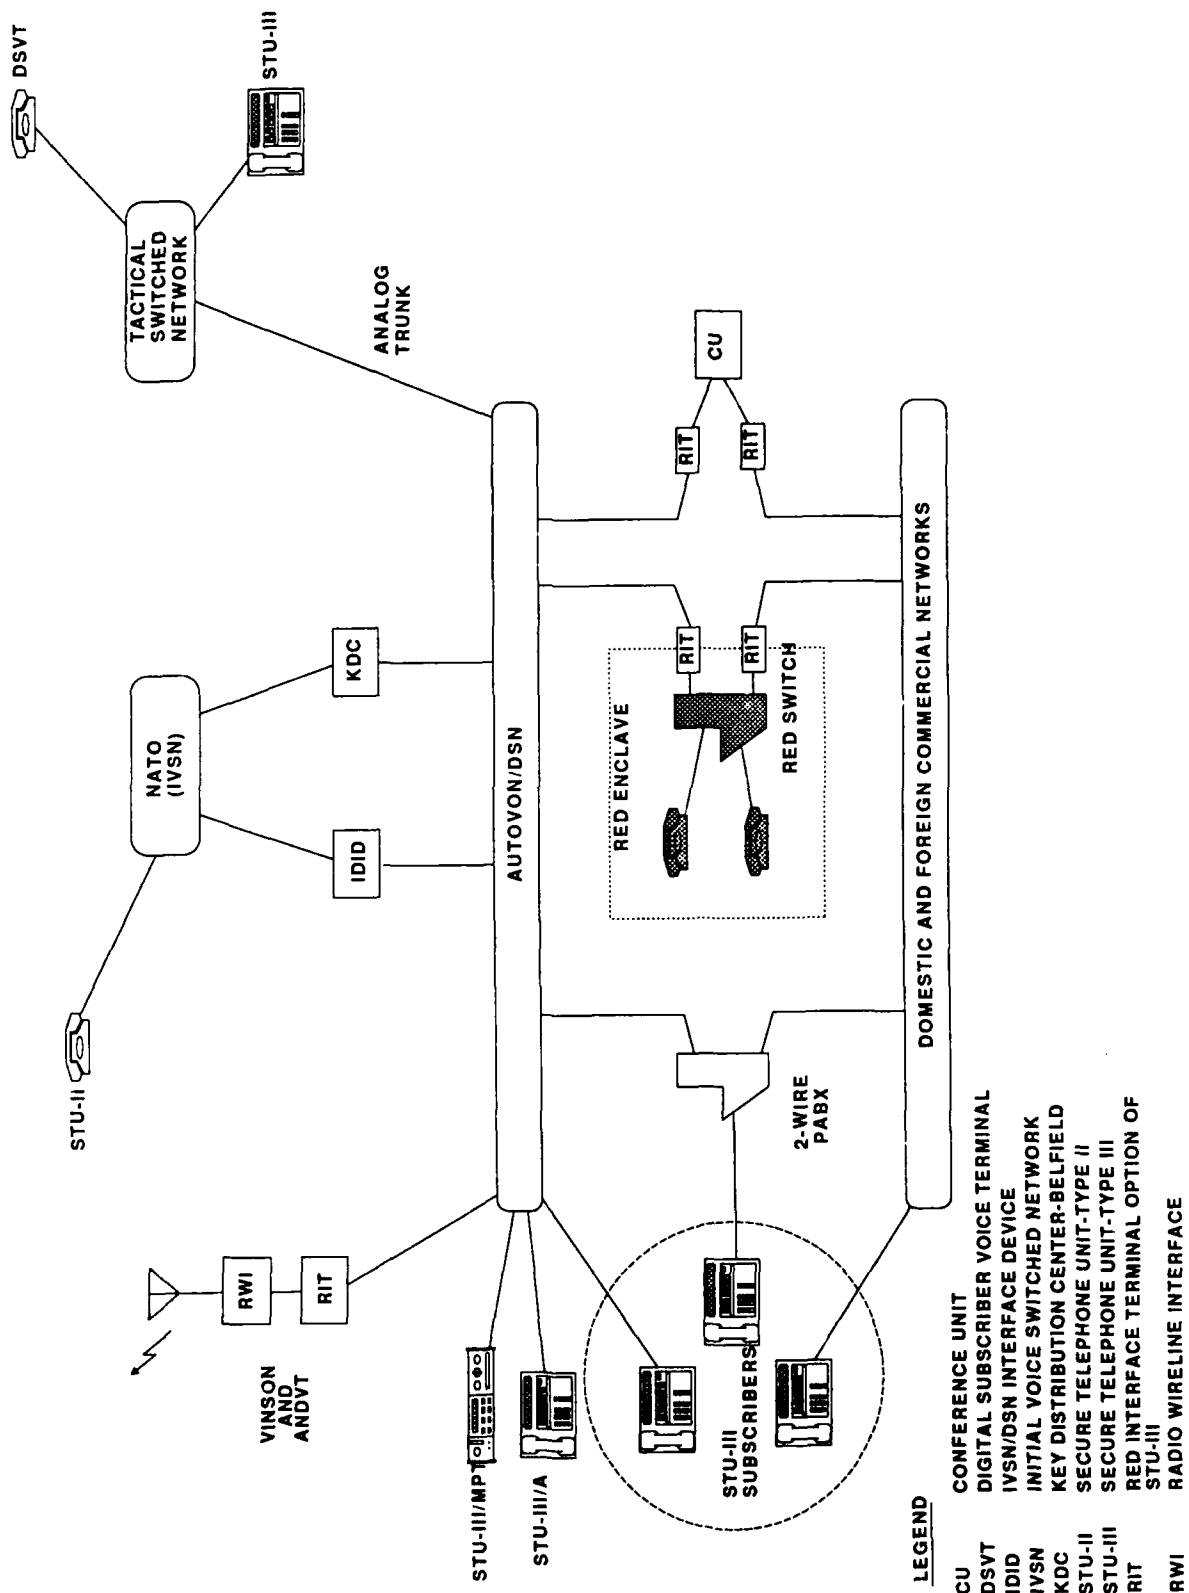 DSVT
STU-III
TACTICAL
SWITCHED
NETWORK
ANALOG
TRUNK
NATO
(IVSN)
KDC
IDID
STU-II
AUTOVON/DSN
VINSON
AND
ANDVT
RWI
RIT
STU-III/MPT
STU-III/A
STU-III
SUBSCRIBERS
2-WIRE
PABX
RED ENCLAVE
RED SWITCH
RIT
RIT
RIT
RIT
CU
DOMESTIC AND FOREIGN COMMERCIAL NETWORKS
LEGEND
CU CONFERENCE UNIT
DSVT DIGITAL SUBSCRIBER VOICE TERMINAL
IDID IVSN/DSN INTERFACE DEVICE
IVSN INITIAL VOICE SWITCHED NETWORK
KDC KEY DISTRIBUTION CENTER-BELFIELD
STU-II SECURE TELEPHONE UNIT-TYPE II
STU-III SECURE TELEPHONE UNIT-TYPE III
RIT RED INTERFACE TERMINAL OPTION OF
STU-III
RWI RADIO WIRELINE INTERFACE